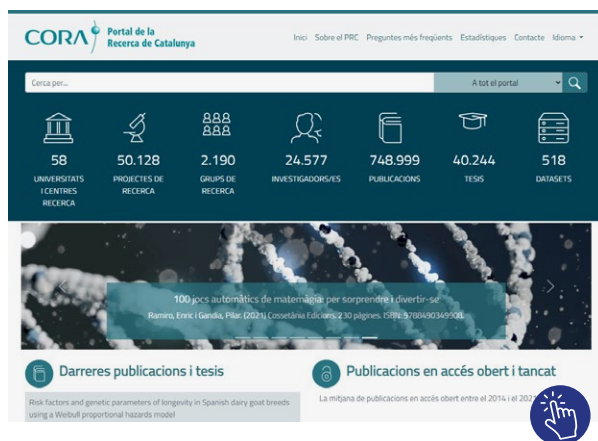 CORA Portal de la
Recerca de Catalunya
Inici Sobre el PRC Preguntes més freqüents Estadístiques Contacte Idioma
Cerca per...
A tot el portal
58
UNIVERSITATS
I CENTRES
RECERCA
50.128
PROJECTES DE
RECERCA
2.190
GRUPS DE
RECERCA
24.577
INVESTIGADORS/ES
748.999
PUBLICACIONS
40.244
TESIS
518
DATASETS
100 jocs automàtics de matemàgia: per sorprendre i divertir-se
Ramiro, Enric i Gandia, Pilar. (2021) Cossetània Edicions. 230 pàgines. ISBN: 9788490349908.
Darreres publicacions i tesis
Risk factors and genetic parameters of longevity in Spanish dairy goat breeds
using a Weibull proportional hazards model
Publicacions en accés obert i tancat
La mitjana de publicacions en accés obert entre el 2014 i el 2021